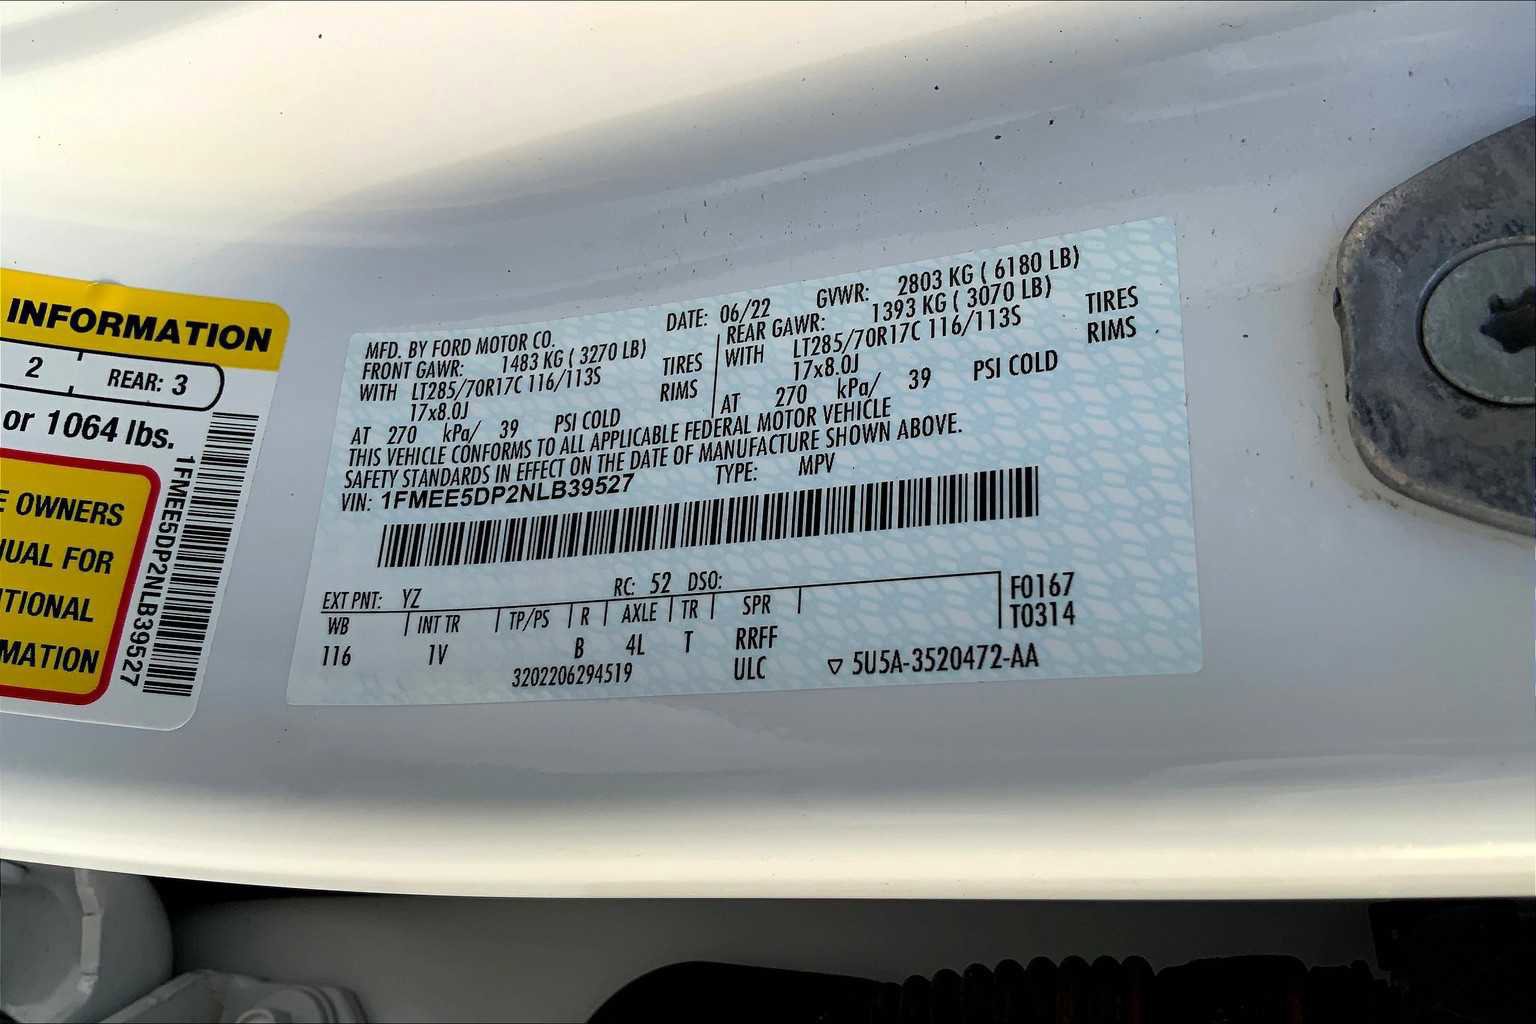 INFORMATION
2 REAR: 3
or 1064 lbs.
OWNERS
FOR
1FMEE5DP2NLB39527
MFD. BY FORD MOTOR CO. DATE: 06/22 GVWR: 2803 KG ( 6180 LB)
FRONT GAWR: 1483 KG ( 3270 LB) REAR GAWR: 1393 KG ( 3070 LB)
WITH LT285/70R17C 116/113S TIRES WITH LT285/70R17C 116/113S TIRES
17x8.0J RIMS 17x8.0J RIMS
AT 270 kPa/ 39 PSI COLD AT 270 kPa/ 39 PSI COLD
THIS VEHICLE CONFORMS TO ALL APPLICABLE FEDERAL MOTOR VEHICLE
SAFETY STANDARDS IN EFFECT ON THE DATE OF MANUFACTURE SHOWN ABOVE.
VIN: 1FMEE5DP2NLB39527 TYPE: MPV
EXT PNT: YZ RC: 52 DSO:
WB INT TR TP/PS R AXLE TR SPR F0167
116 1V B 4L T RRFF T0314
3202206294519 ULC ▽ 5U5A-3520472-AA